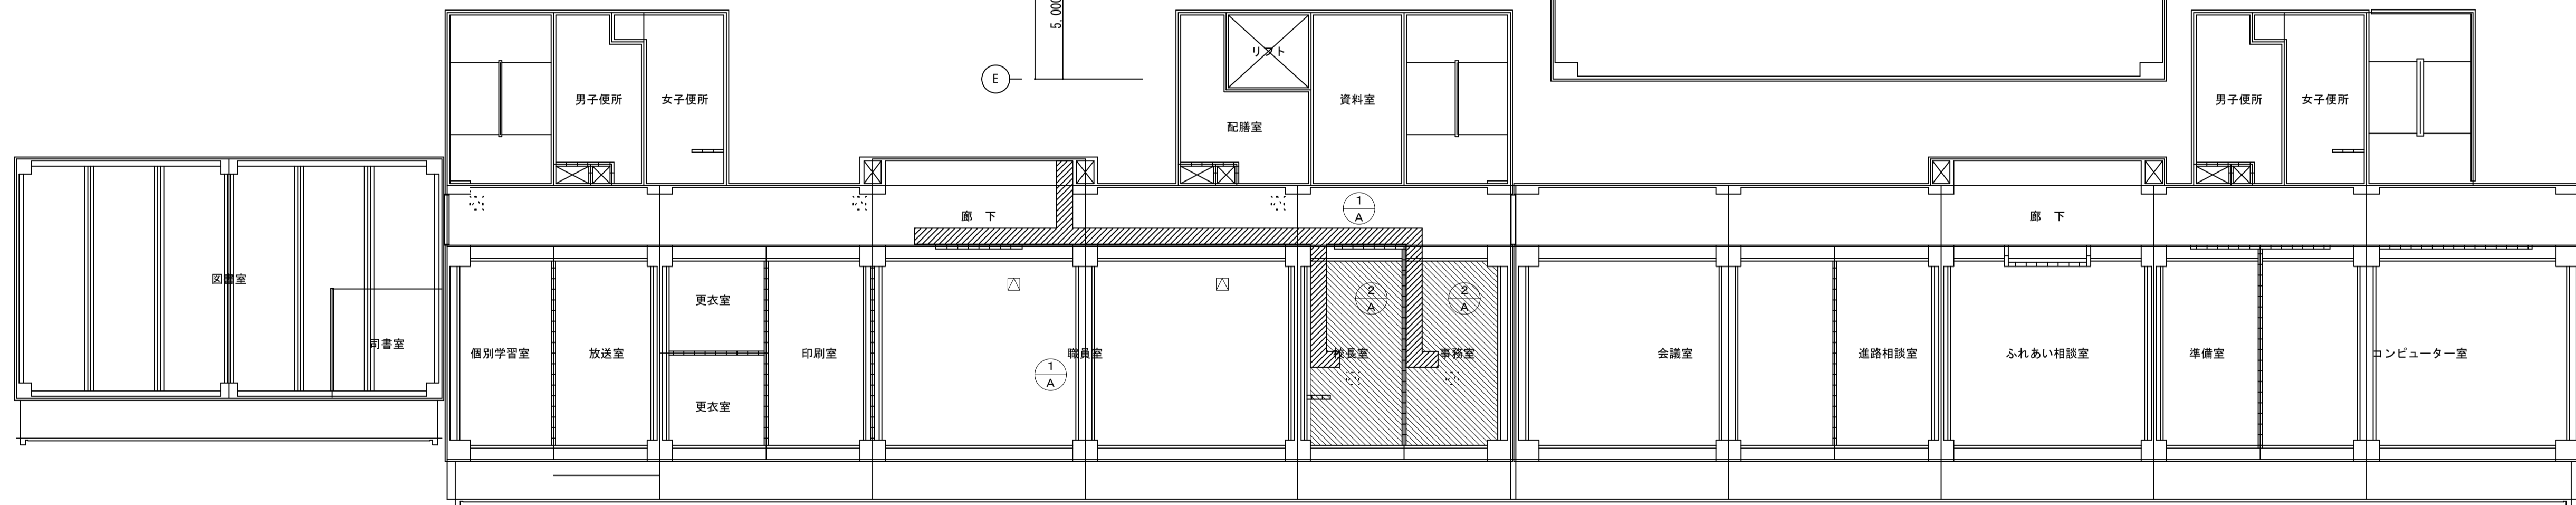 5,000
リフト
E
男子便所
女子便所
資料室
男子便所
女子便所
配膳室
1
A
廊 下
廊 下
図書室
更衣室
2
A
2
A
司書室
個別学習室
放送室
印刷室
職員室
校長室
事務室
会議室
進路相談室
ふれあい相談室
準備室
コンピューター室
1
A
更衣室